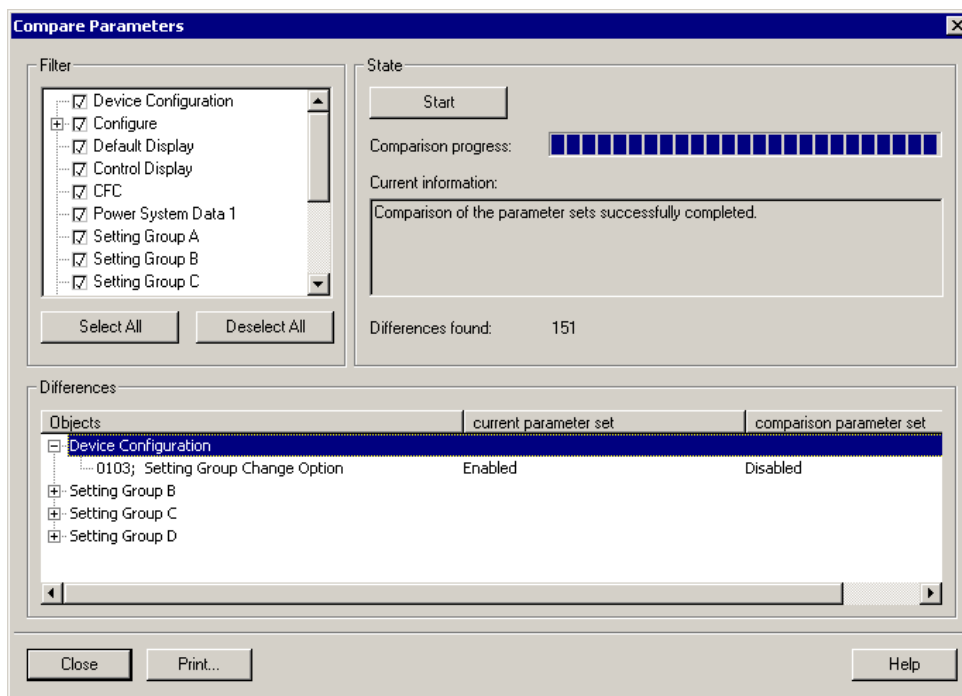 Compare Parameters
Filter
Device Configuration
Configure
Default Display
Control Display
CFC
Power System Data 1
Setting Group A
Setting Group B
Setting Group C
Select All Deselect All
State
Start
Comparison progress:
Current information:
Comparison of the parameter sets successfully completed.
Differences found: 151
Differences
Objects current parameter set comparison parameter set
Device Configuration
0103; Setting Group Change Option Enabled Disabled
Setting Group B
Setting Group C
Setting Group D
Close Print... Help